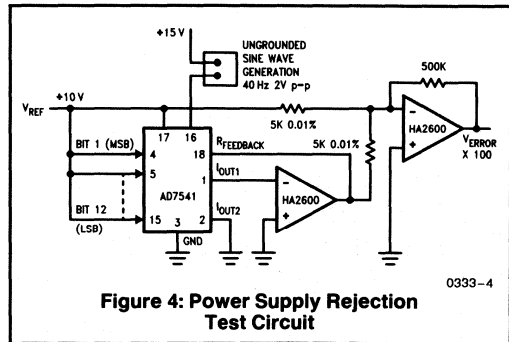 +15 V
UNGROUNDED
SINE WAVE
GENERATION
40 Hz 2V p–p
500K
VREF
+10 V
5K 0.01%
17
16
BIT 1 (MSB)
4
5
BIT 12
(LSB)
15
AD7541
18
1
2
3
GND
RFEEDBACK
IOUT1
IOUT2
5K 0.01%
−
+
HA2600
−
+
HA2600
VERROR
X 100
0333–4
Figure 4: Power Supply Rejection
Test Circuit